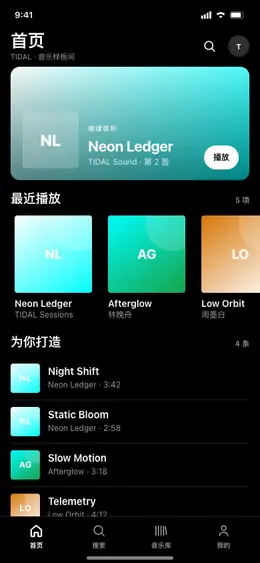 9:41
首页
TIDAL · 音乐样板间
T
NL
继续聆听
Neon Ledger
TIDAL Sound · 第 2 首
播放
最近播放
5 项
NL
AG
LO
Neon Ledger
Afterglow
Low Orbit
TIDAL Sessions
林晚舟
周墨白
为你打造
4 条
NL
Night Shift
Neon Ledger · 3:42
NL
Static Bloom
Neon Ledger · 2:58
AG
Slow Motion
Afterglow · 3:18
LO
Telemetry
Low Orbit · 4:12
首页
搜索
音乐库
我的